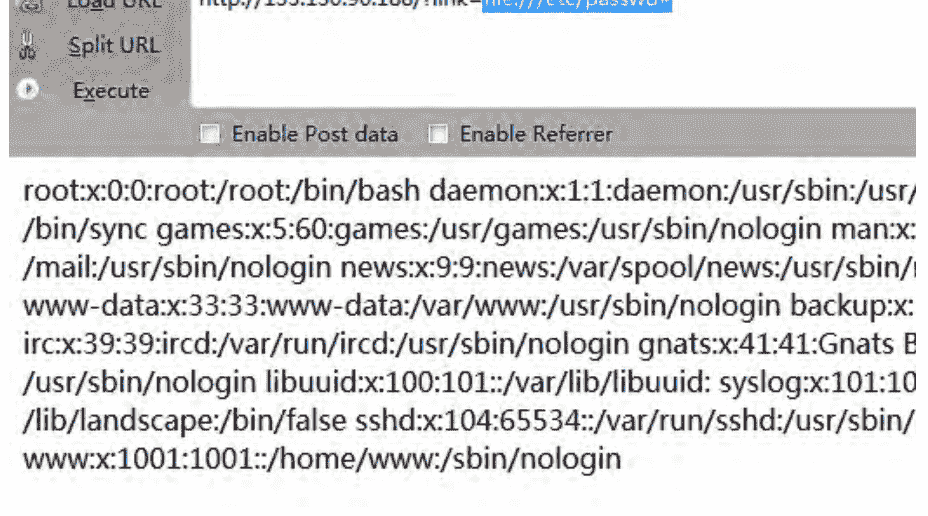 Load URL
Split URL
Execute
Enable Post data Enable Referrer
root:x:0:0:root:/root:/bin/bash daemon:x:1:1:daemon:/usr/sbin:/usr/
/bin/sync games:x:5:60:games:/usr/games:/usr/sbin/nologin man:x:
/mail:/usr/sbin/nologin news:x:9:9:news:/var/spool/news:/usr/sbin/
www-data:x:33:33:www-data:/var/www:/usr/sbin/nologin backup:x:
irc:x:39:39:ircd:/var/run/ircd:/usr/sbin/nologin gnats:x:41:41:Gnats B
/usr/sbin/nologin libuuid:x:100:101::/var/lib/libuuid: syslog:x:101:10
/lib/landscape:/bin/false sshd:x:104:65534::/var/run/sshd:/usr/sbin/
www:x:1001:1001::/home/www:/sbin/nologin